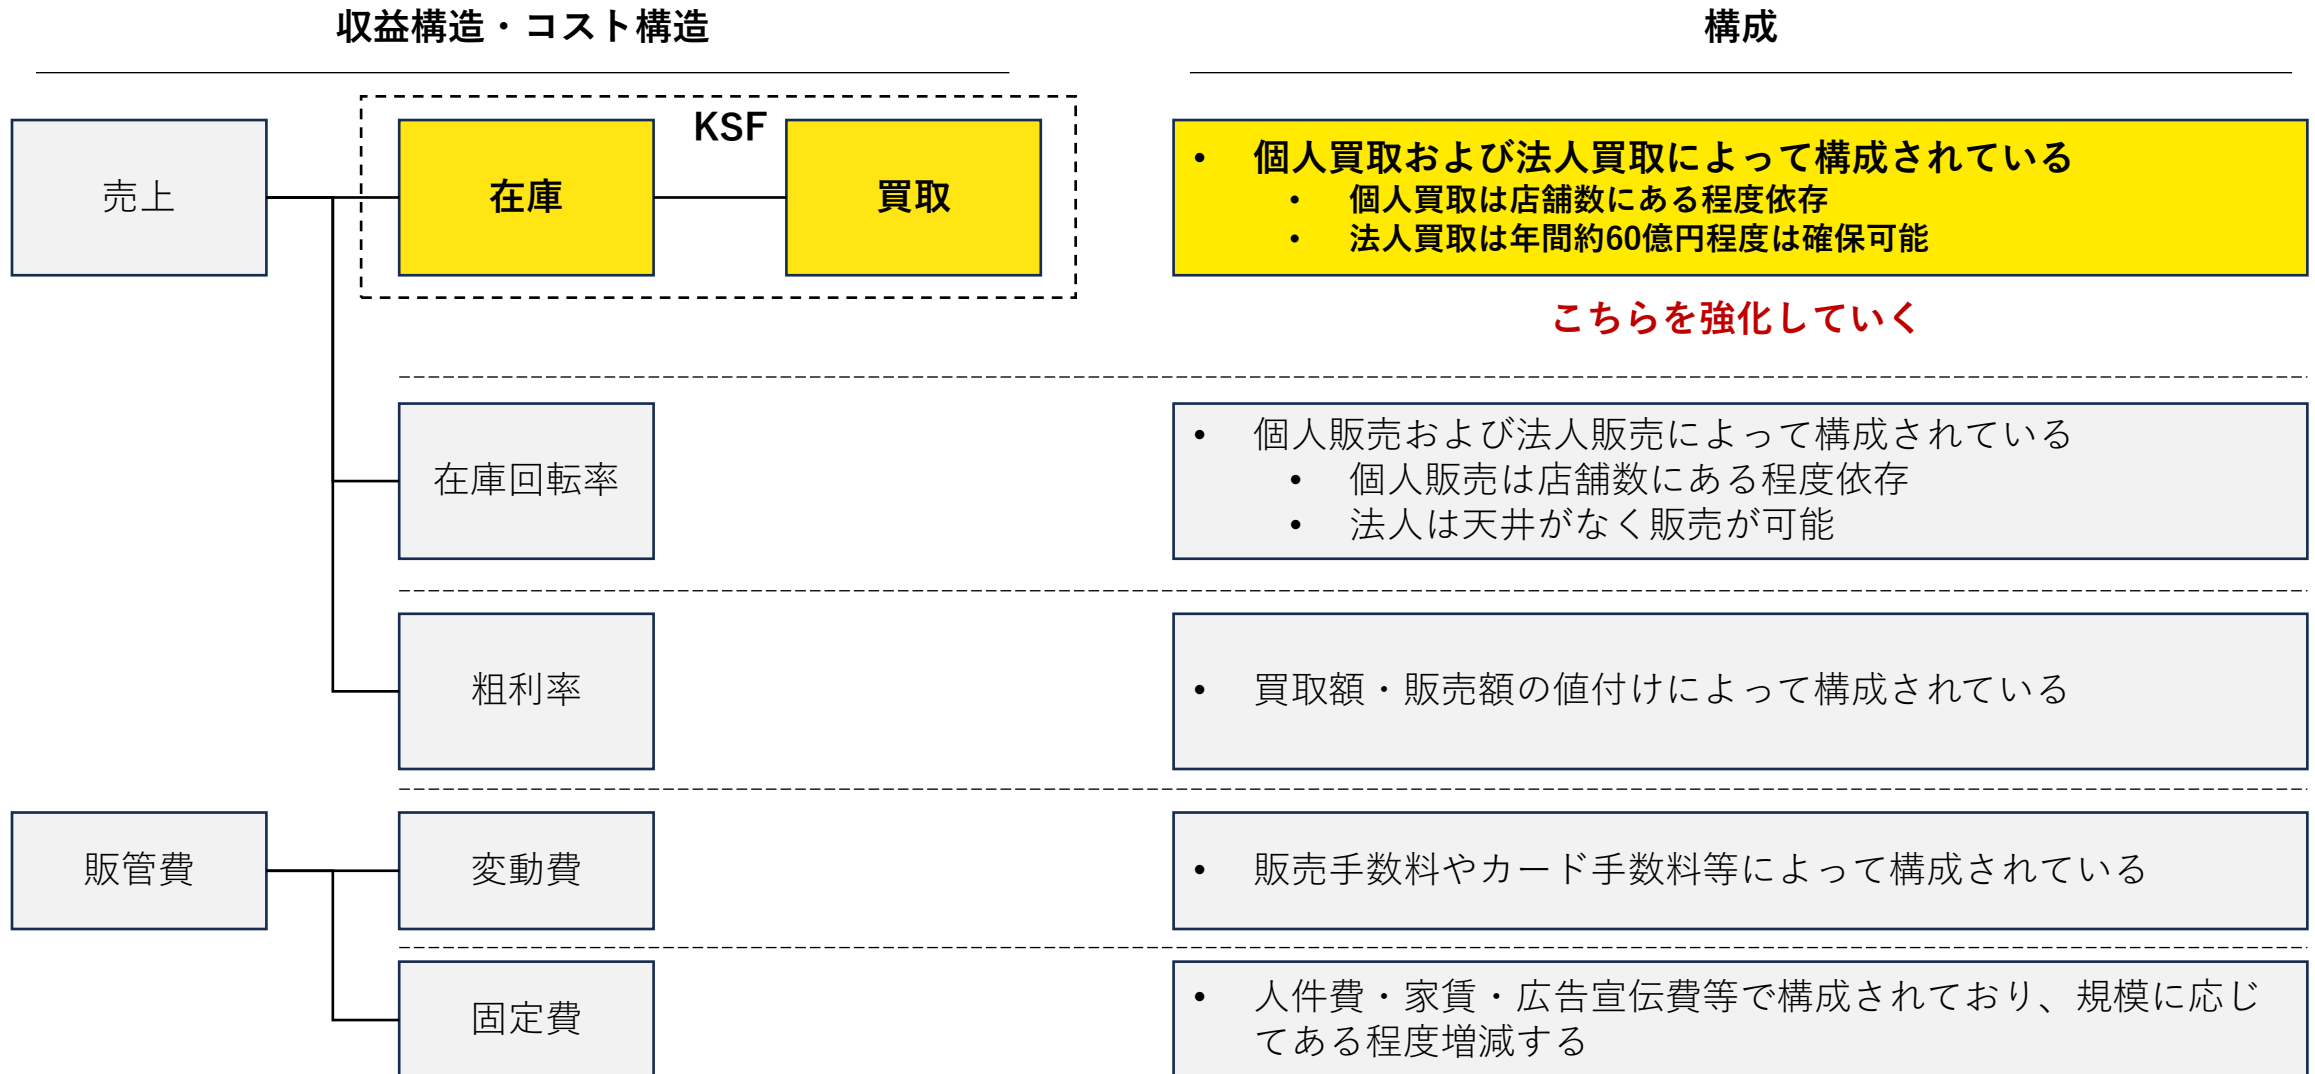 収益構造・コスト構造
構成
KSF
売上
在庫
買取
• 個人買取および法人買取によって構成されている
• 個人買取は店舗数にある程度依存
• 法人買取は年間約60億円程度は確保可能
こちらを強化していく
在庫回転率
• 個人販売および法人販売によって構成されている
• 個人販売は店舗数にある程度依存
• 法人は天井がなく販売が可能
粗利率
• 買取額・販売額の値付けによって構成されている
販管費
変動費
• 販売手数料やカード手数料等によって構成されている
固定費
• 人件費・家賃・広告宣伝費等で構成されており、規模に応じ
てある程度増減する